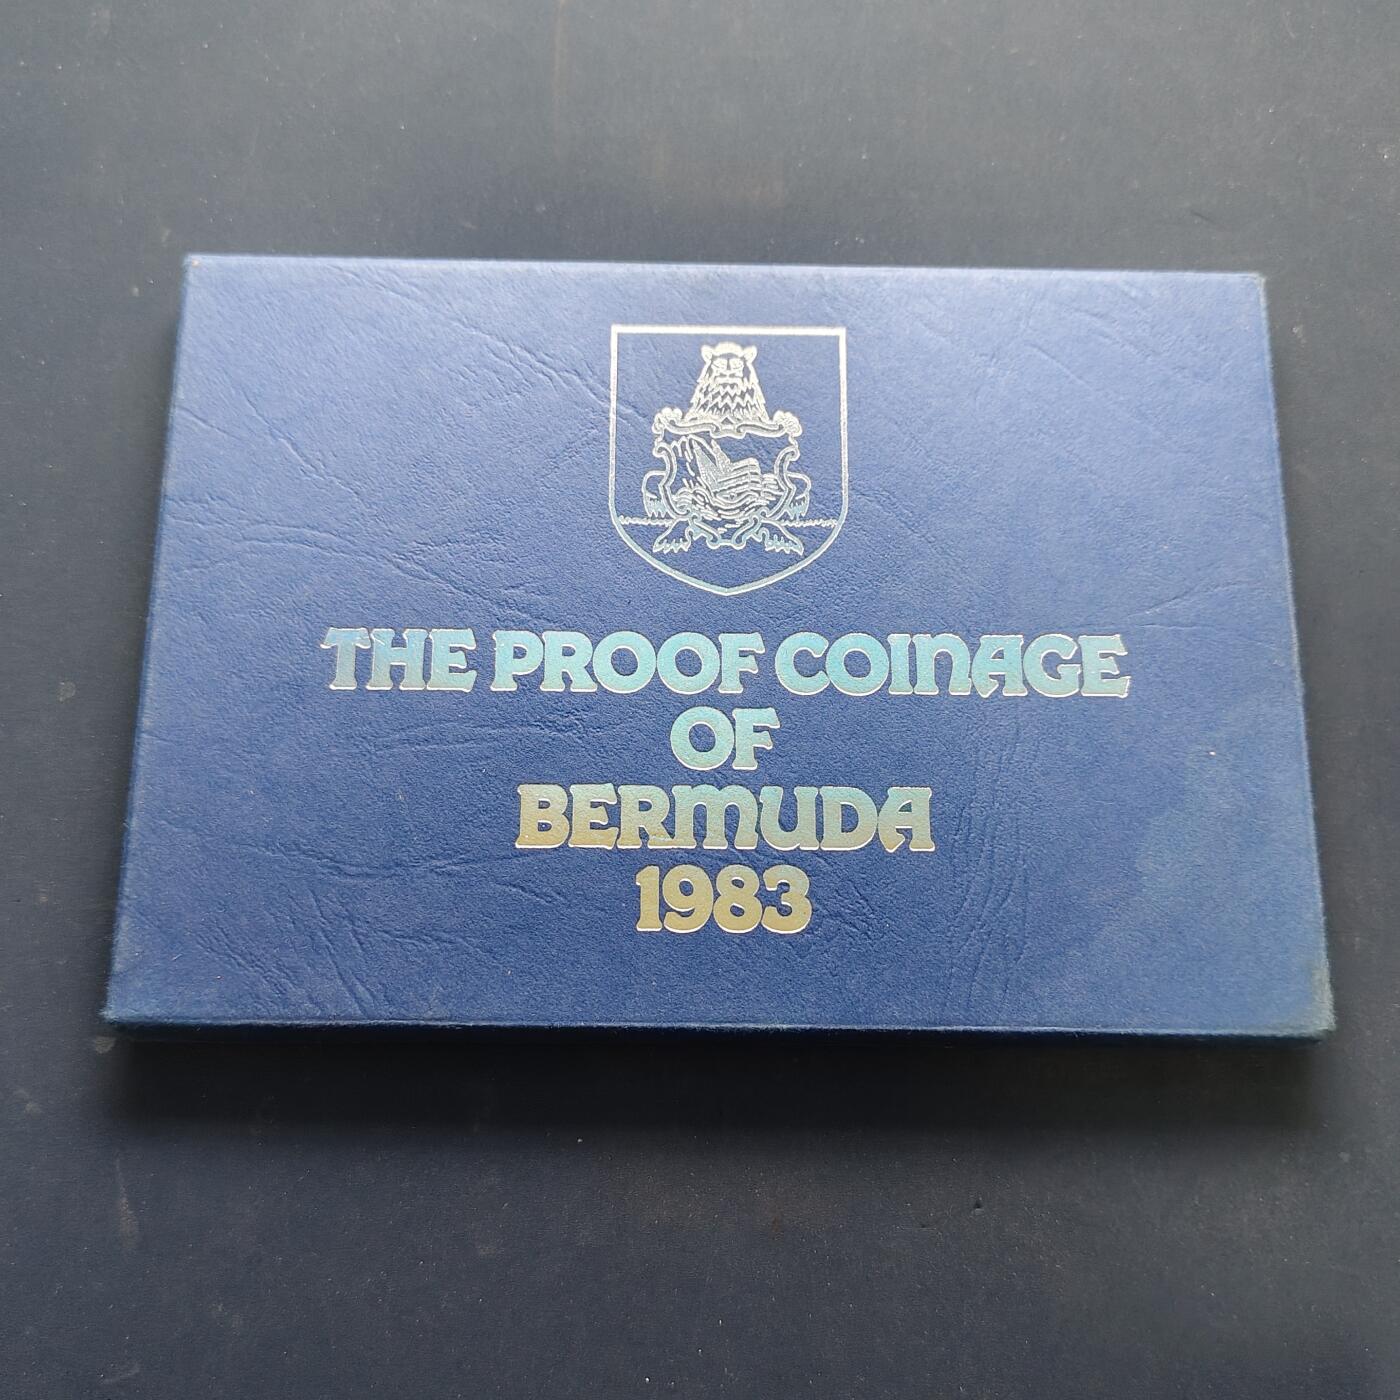 THE PROOF COINAGE
OF
BERMUDA
1983